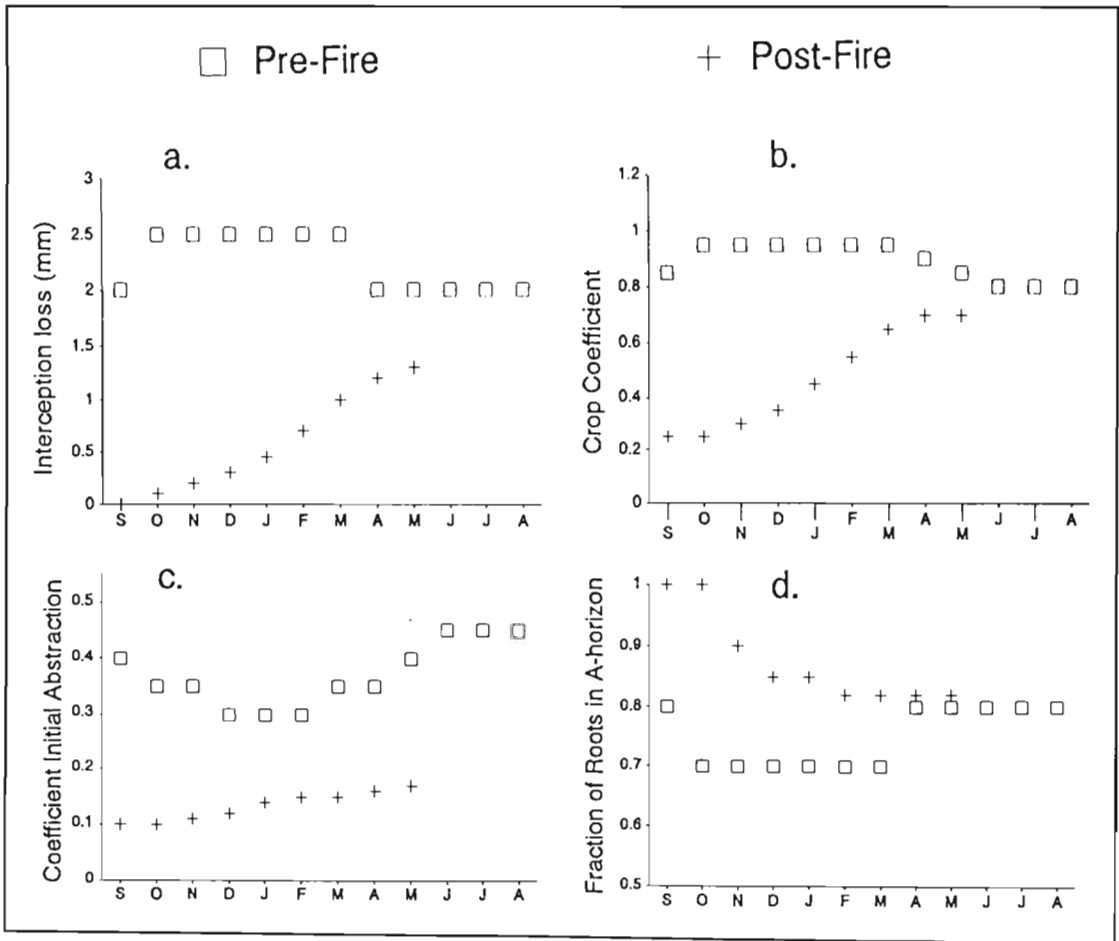 Pre-Fire
Post-Fire
a.
Interception loss (mm)
3
2.5
2
1.5
1
0.5
0
S O N D J F M A M J J A
b.
Crop Coefficient
1.2
1
0.8
0.6
0.4
0.2
0
S O N D J F M A M J J A
c.
Coefficient Initial Abstraction
0.5
0.4
0.3
0.2
0.1
0
S O N D J F M A M J J A
d.
Fraction of Roots in A-horizon
1
0.9
0.8
0.7
0.6
0.5
S O N D J F M A M J J A